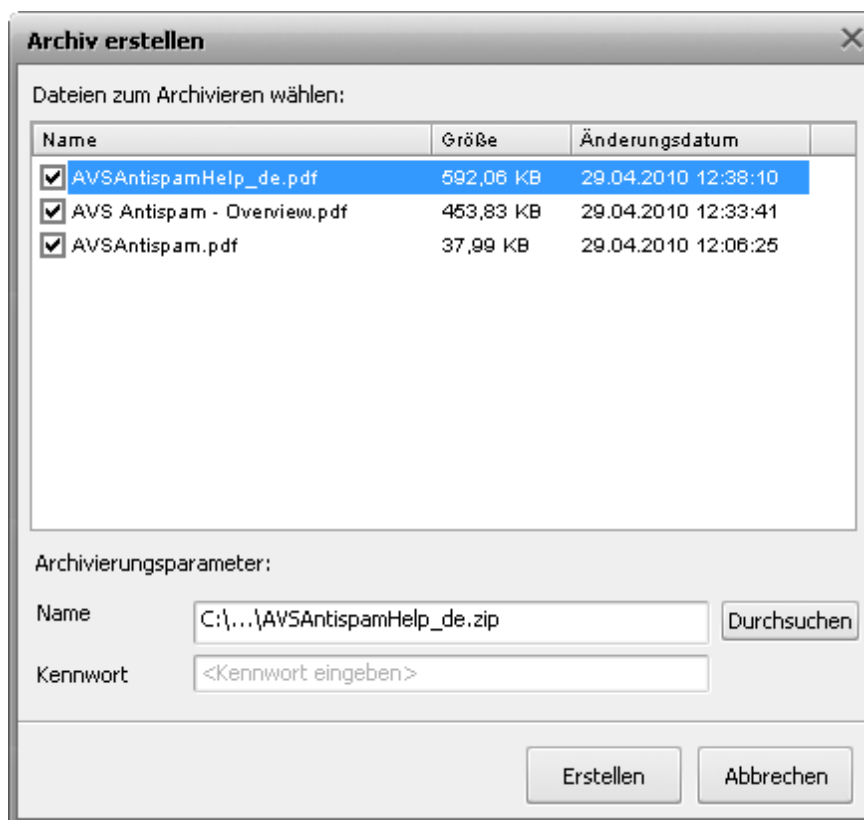 Archiv erstellen
Dateien zum Archivieren wählen:
Name Größe Änderungsdatum
AVSAntispamHelp_de.pdf 592,06 KB 29.04.2010 12:38:10
AVS Antispam - Overview.pdf 453,83 KB 29.04.2010 12:33:41
AVSAntispam.pdf 37,99 KB 29.04.2010 12:06:25
Archivierungsparameter:
Name C:\...\AVSAntispamHelp_de.zip Durchsuchen
Kennwort <Kennwort eingeben>
Erstellen Abbrechen